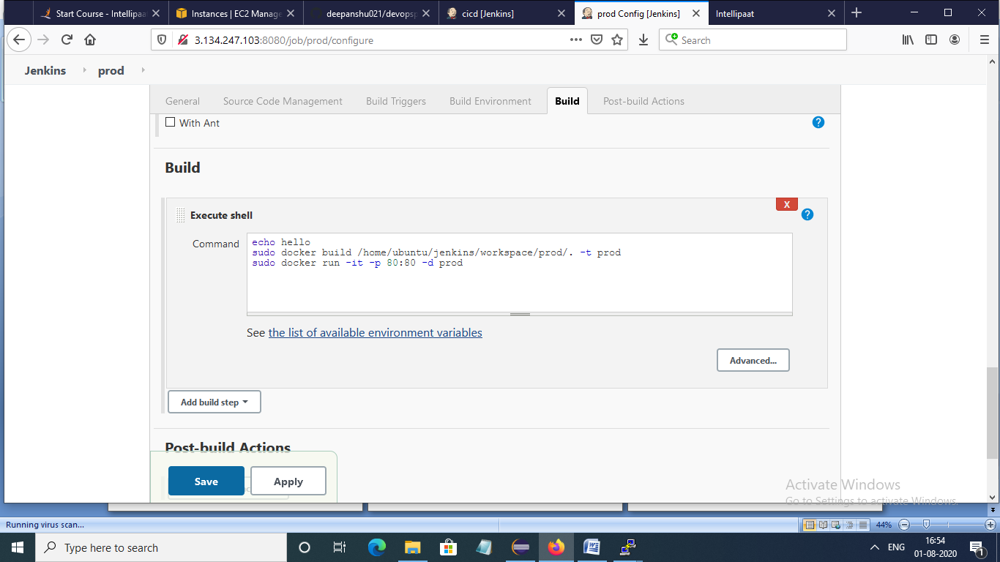 Start Course - Intellipaa
Instances | EC2 Manage
deepanshu021/devopsp
cicd [Jenkins]
prod Config [Jenkins]
Intellipaat
3.134.247.103:8080/job/prod/configure
Search
Jenkins
prod
General
Source Code Management
Build Triggers
Build Environment
Build
Post-build Actions
With Ant
?
Build
X
Execute shell
?
Command
echo hello
sudo docker build /home/ubuntu/jenkins/workspace/prod/. -t prod
sudo docker run -it -p 80:80 -d prod
See the list of available environment variables
Advanced...
Add build step
Post-build Actions
Save
Apply
Activate Windows
Go to Settings to activate Windows.
Running virus scan...
44%
Type here to search
ENG
16:54
01-08-2020
1